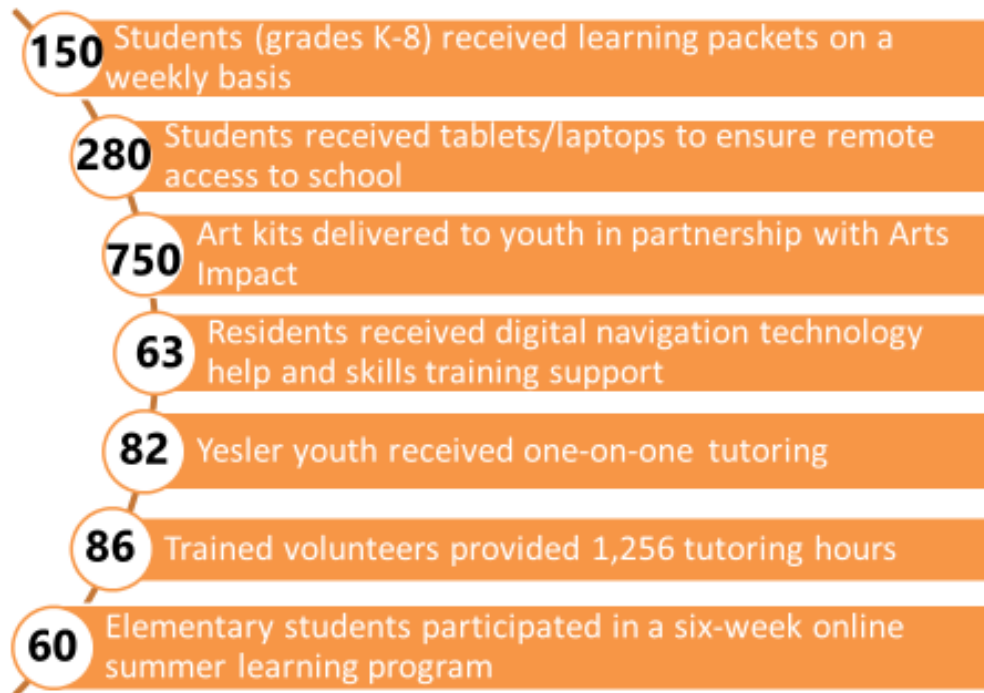 150 Students (grades K-8) received learning packets on a
weekly basis
280 Students received tablets/laptops to ensure remote
access to school
750 Art kits delivered to youth in partnership with Arts
Impact
63 Residents received digital navigation technology
help and skills training support
82 Yesler youth received one-on-one tutoring
86 Trained volunteers provided 1,256 tutoring hours
60 Elementary students participated in a six-week online
summer learning program